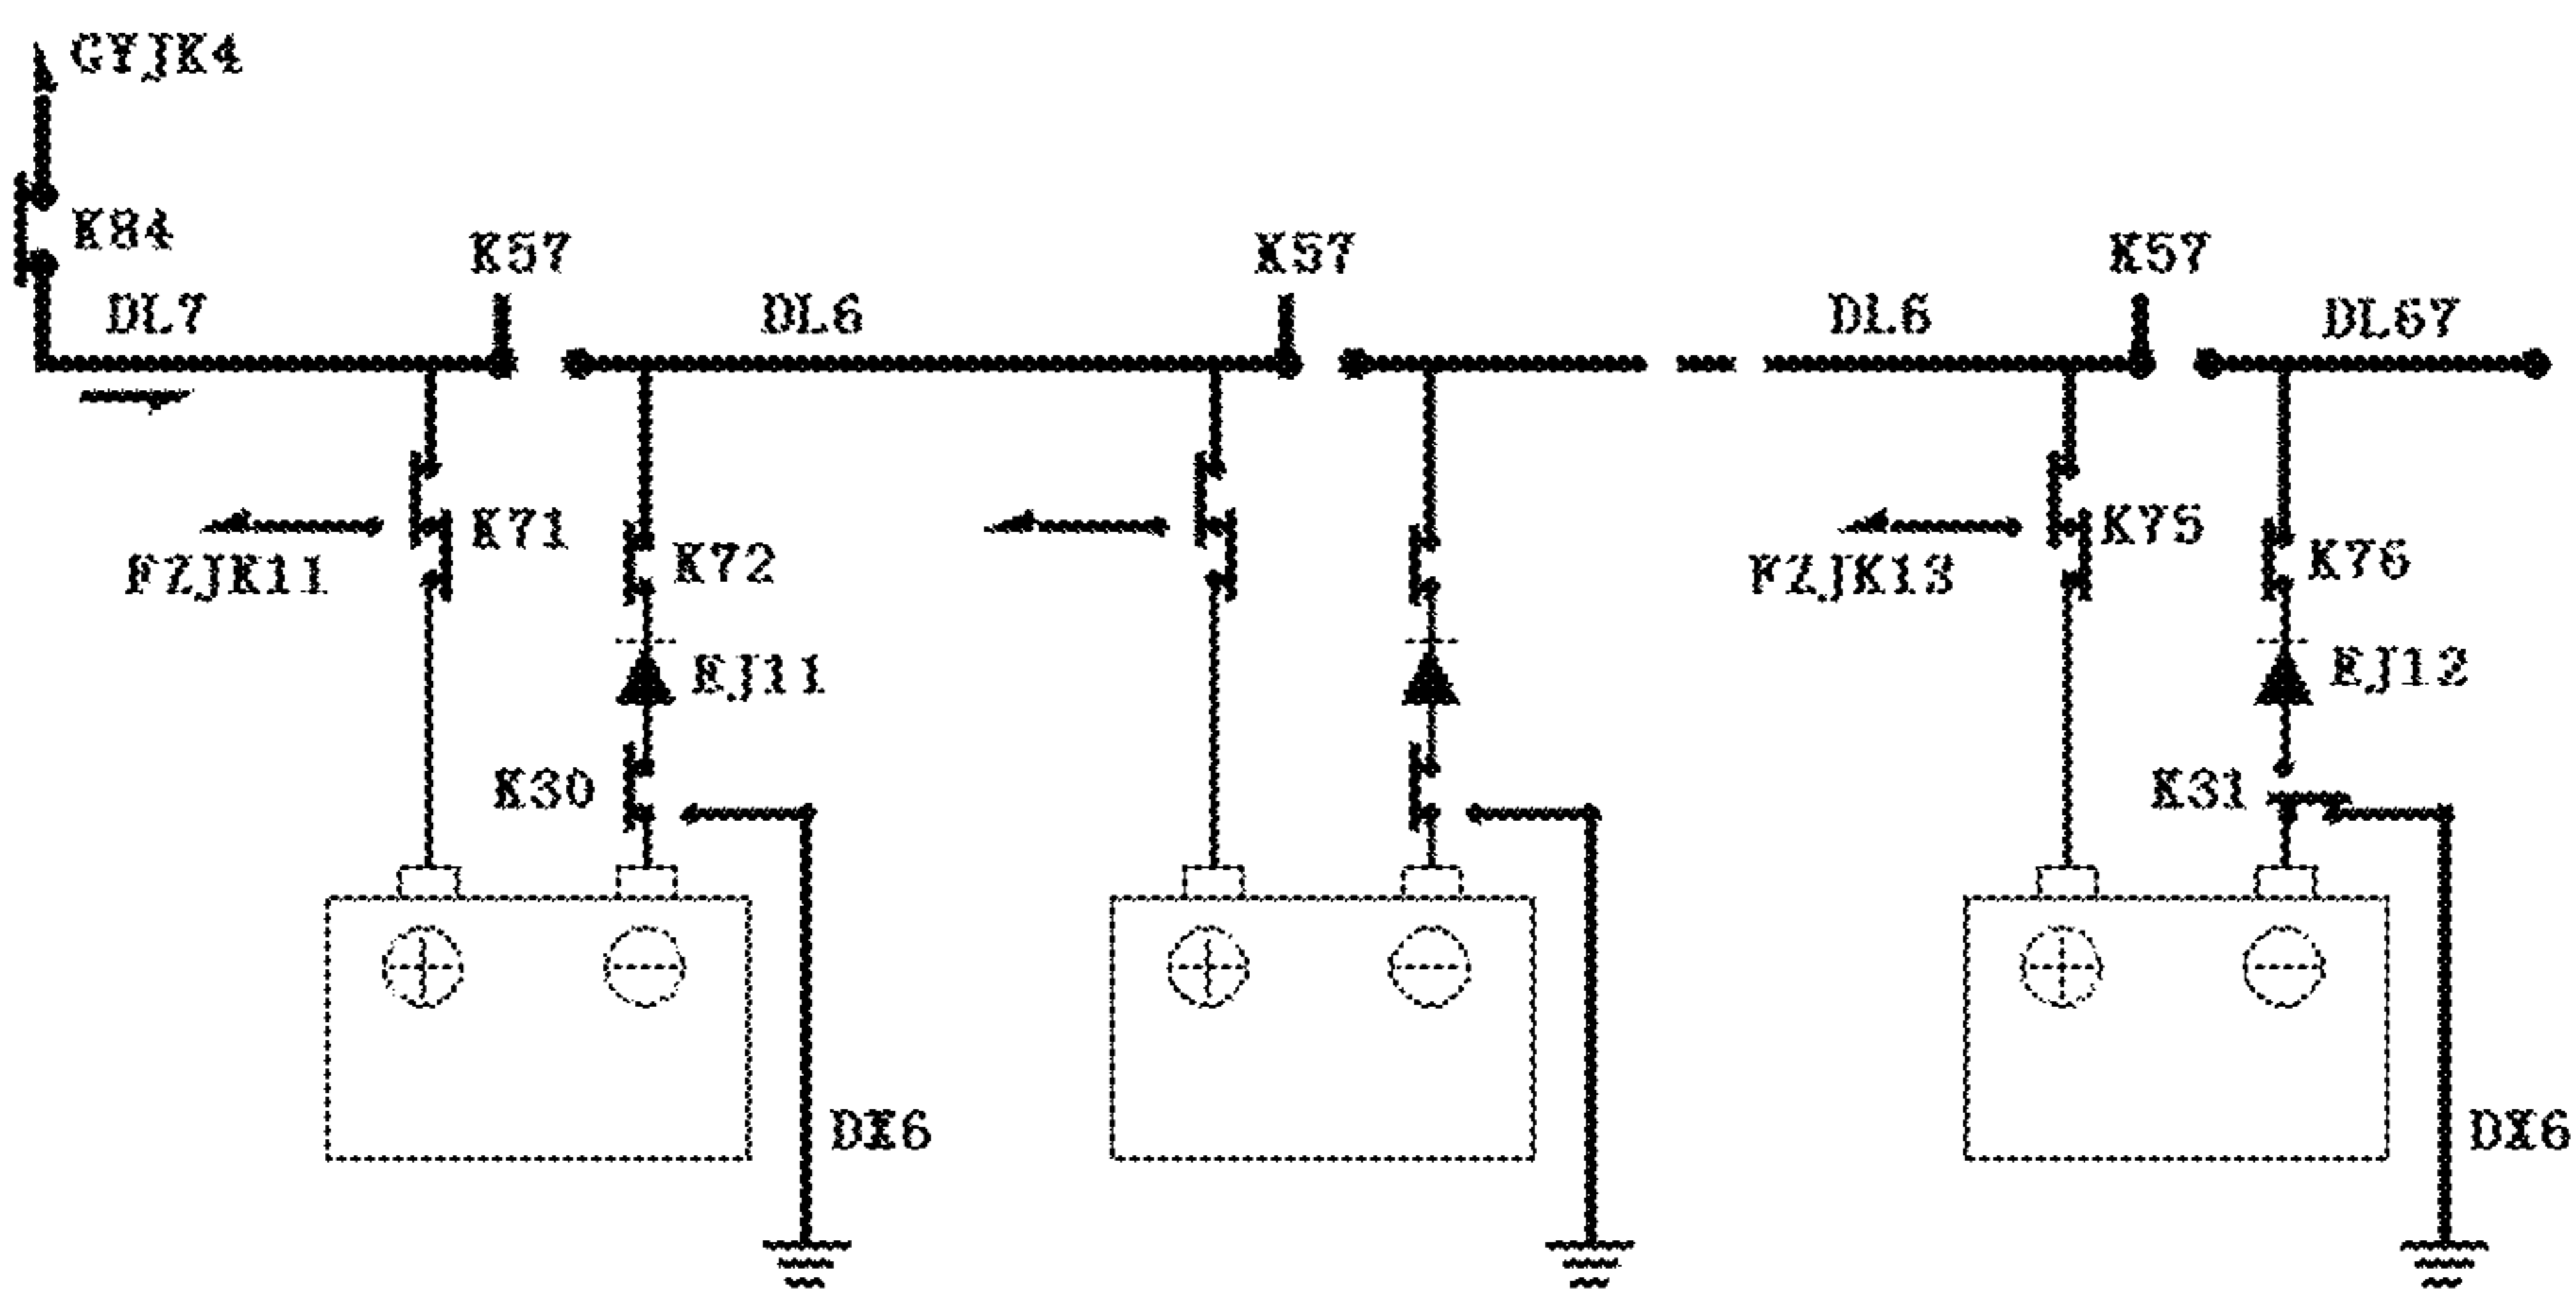 GYJK4
K84
K57
K57
K57
DL7
DL6
DL6
DL67
K71
K72
K75
K76
FZJK11
FZJK13
EJ11
EJ12
K30
K31
DX6
DX6